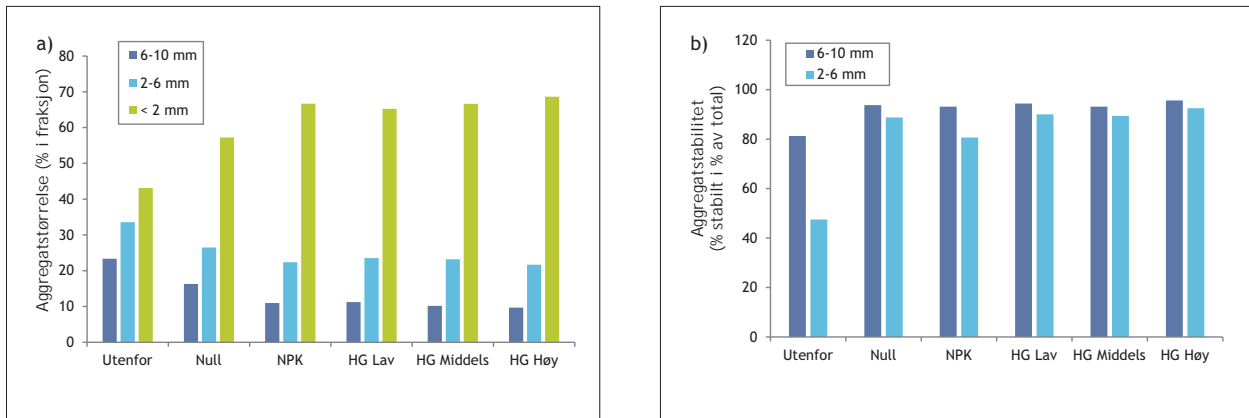 a)
6-10 mm
2-6 mm
< 2 mm
Aggregatstørrelse (% i fraksjon)
80
70
60
50
40
30
20
10
0
Utenfor Null NPK HG Lav HG Middels HG Høy
b)
6-10 mm
2-6 mm
Aggregatstabilitet
(% stabilt i % av total)
120
100
80
60
40
20
0
Utenfor Null NPK HG Lav HG Middels HG Høy